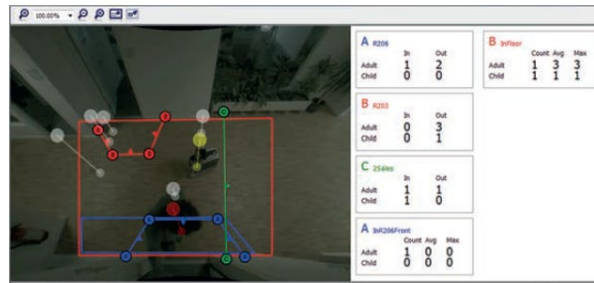 100.00%
A R206
In Out
Adult 1 2
Child 0 0
B R203
In Out
Adult 0 3
Child 0 1
C 2Sales
In Out
Adult 1 1
Child 1 0
A InR206Front
Count Avg Max
Adult 1 0 0
Child 0 0 0
B InFloor
Count Avg Max
Adult 1 3 3
Child 1 1 1